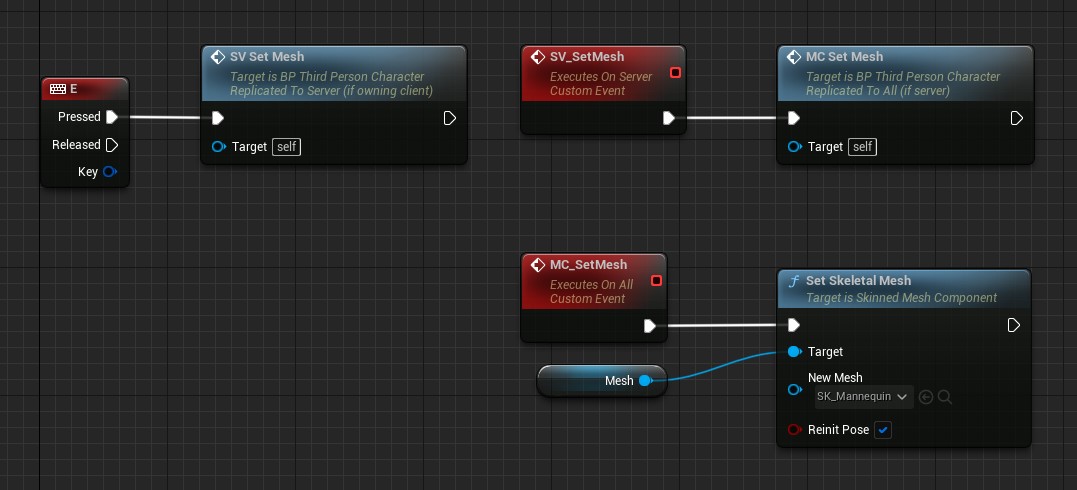 E
Pressed
Released
Key
SV Set Mesh
Target is BP Third Person Character
Replicated To Server (if owning client)
Target self
SV_SetMesh
Executes On Server
Custom Event
MC Set Mesh
Target is BP Third Person Character
Replicated To All (if server)
Target self
MC_SetMesh
Executes On All
Custom Event
Mesh
Set Skeletal Mesh
Target is Skinned Mesh Component
Target
New Mesh
SK_Mannequin
Reinit Pose